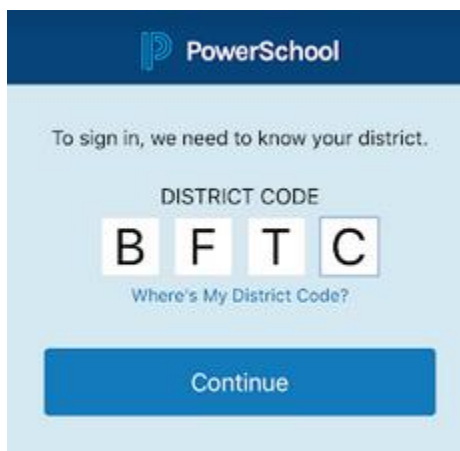 PowerSchool
To sign in, we need to know your district.
DISTRICT CODE
B F T C
Where's My District Code?
Continue